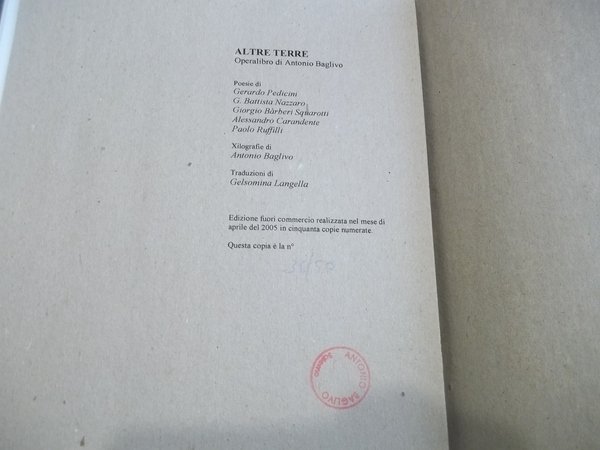 ALTRE TERRE
Operalibro di Antonio Baglivo
Poesie di
Gerardo Pedicini
G. Battista Nazzaro
Giorgio Bàrberi Squarotti
Alessandro Carandente
Paolo Ruffilli
Xilografie di
Antonio Baglivo
Traduzioni di
Gelsomina Langella
Edizione fuori commercio realizzata nel mese di
aprile del 2005 in cinquanta copie numerate.
Questa copia è la n°
ANTONIO BAGLIVO